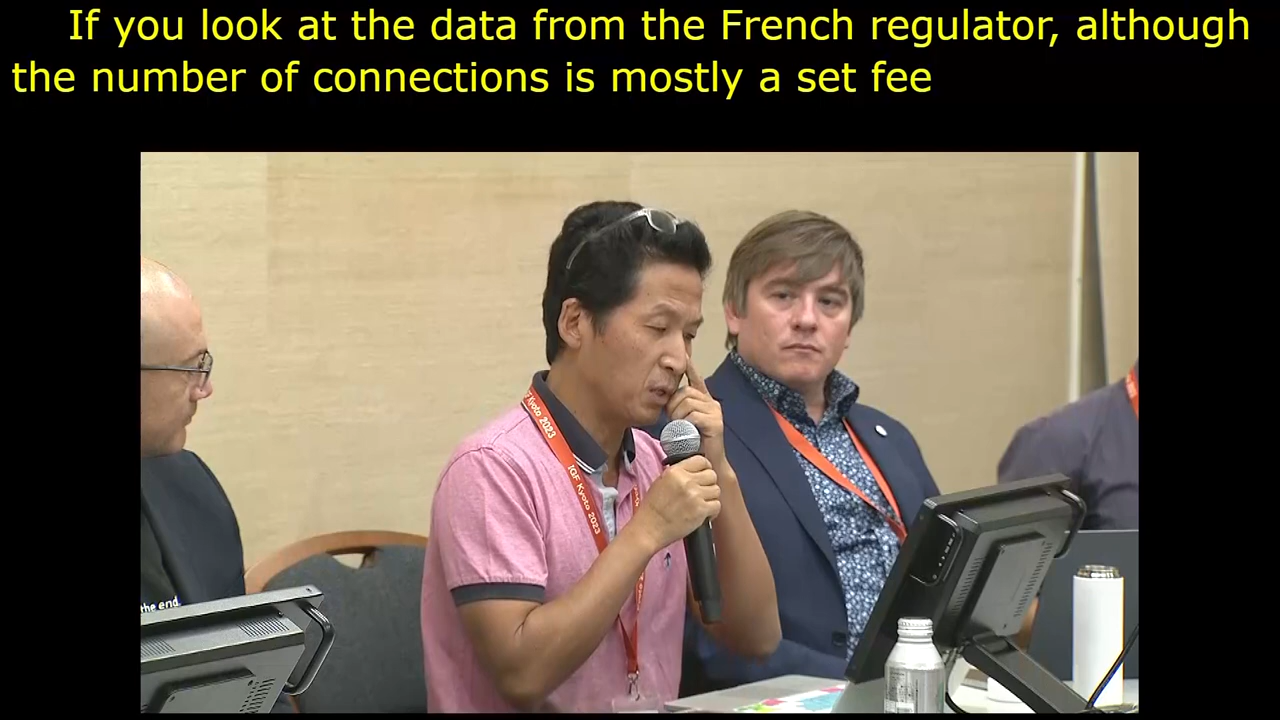 If you look at the data from the French regulator, although
the number of connections is mostly a set fee
IGF Kyoto 2023
IGF Kyoto 2023
the end.